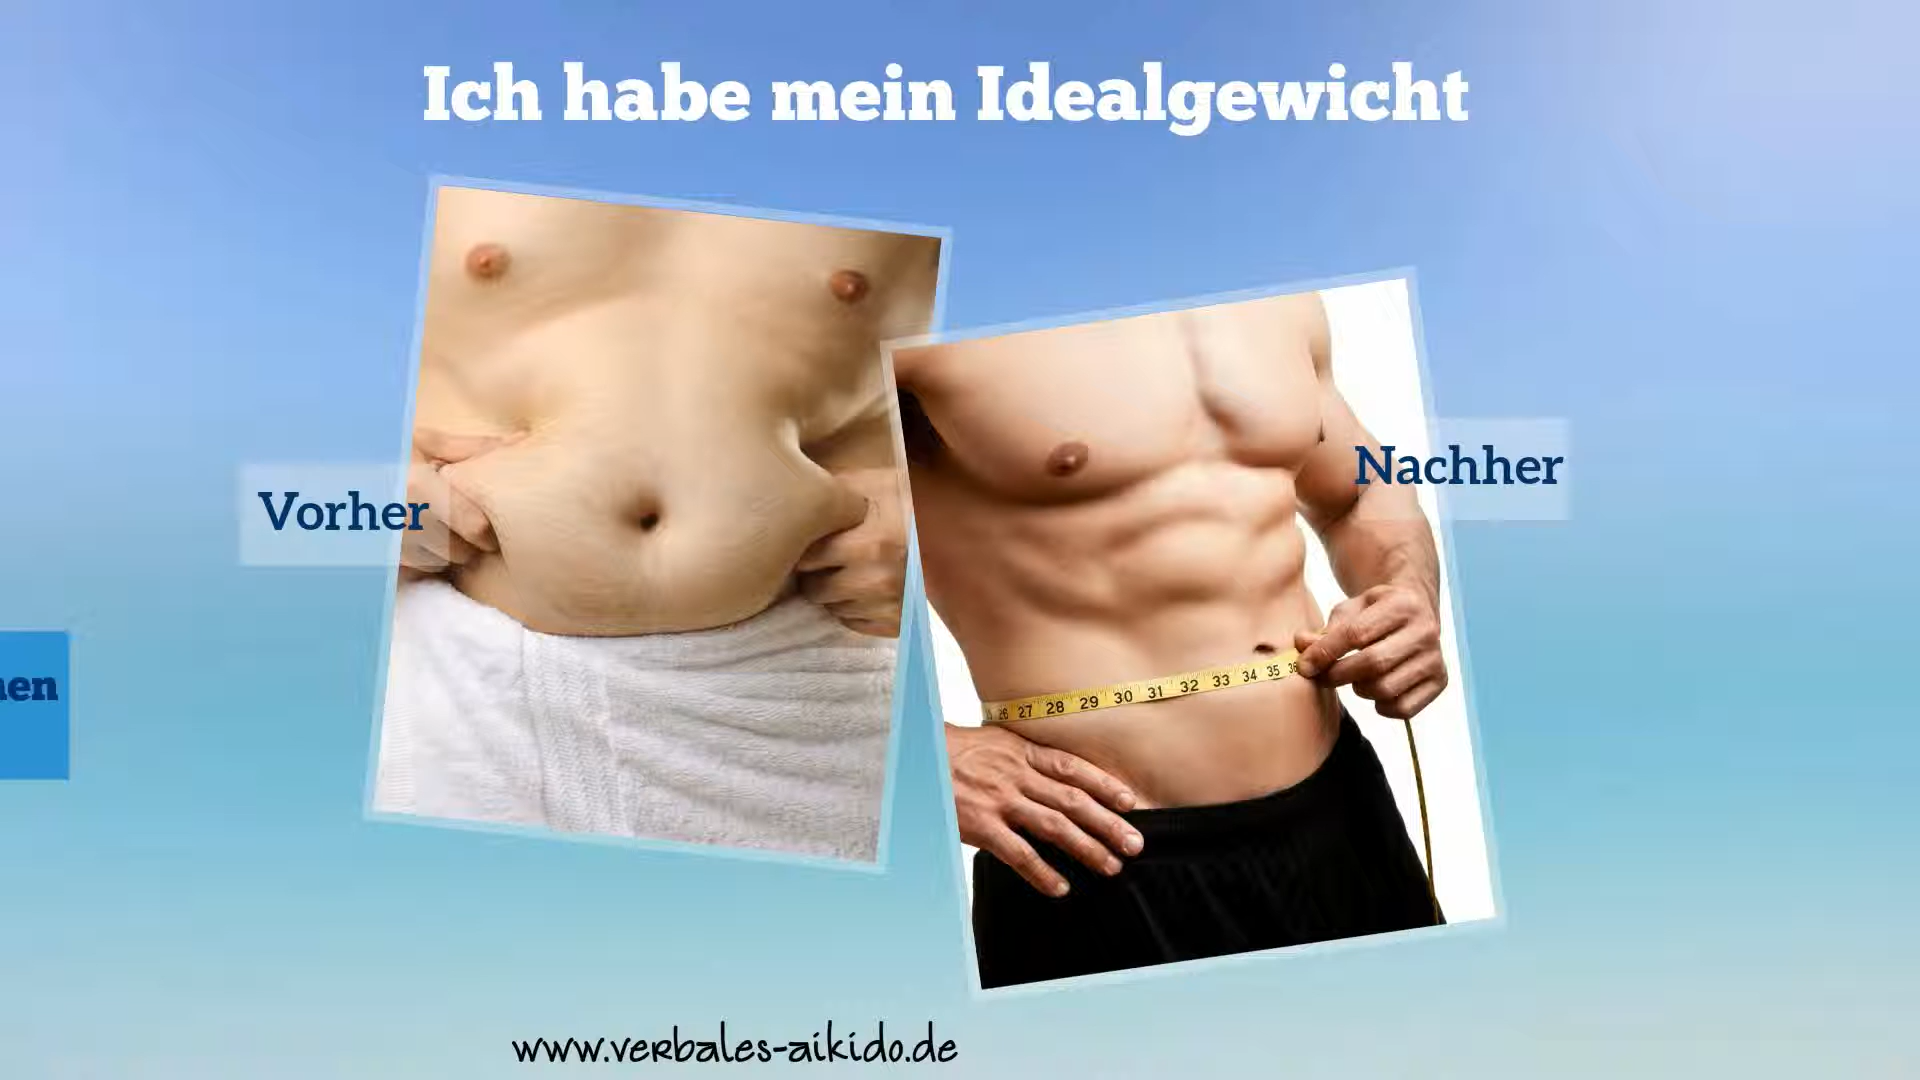 Ich habe mein Idealgewicht
Nachher
Vorher
26 27 28 29 30 31 32 33 34 35 36
www.verbales-aikido.de